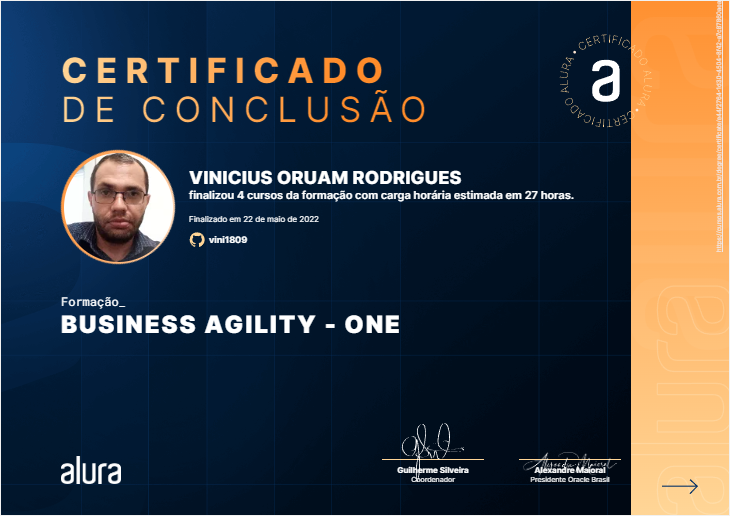 CERTIFICADO
DE CONCLUSÃO
CERTIFICADO ALURA • CERTIFICADO ALURA •
a
VINICIUS ORUAM RODRIGUES
finalizou 4 cursos da formação com carga horária estimada em 27 horas.
Finalizado em 22 de maio de 2022
vini1809
Formação_
BUSINESS AGILITY - ONE
alura
Guilherme Silveira
Coordenador
Alexandre Maioral
Presidente Oracle Brasil
alura